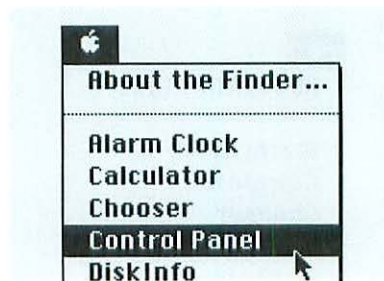 About the Finder...
Alarm Clock
Calculator
Chooser
Control Panel
DiskInfo